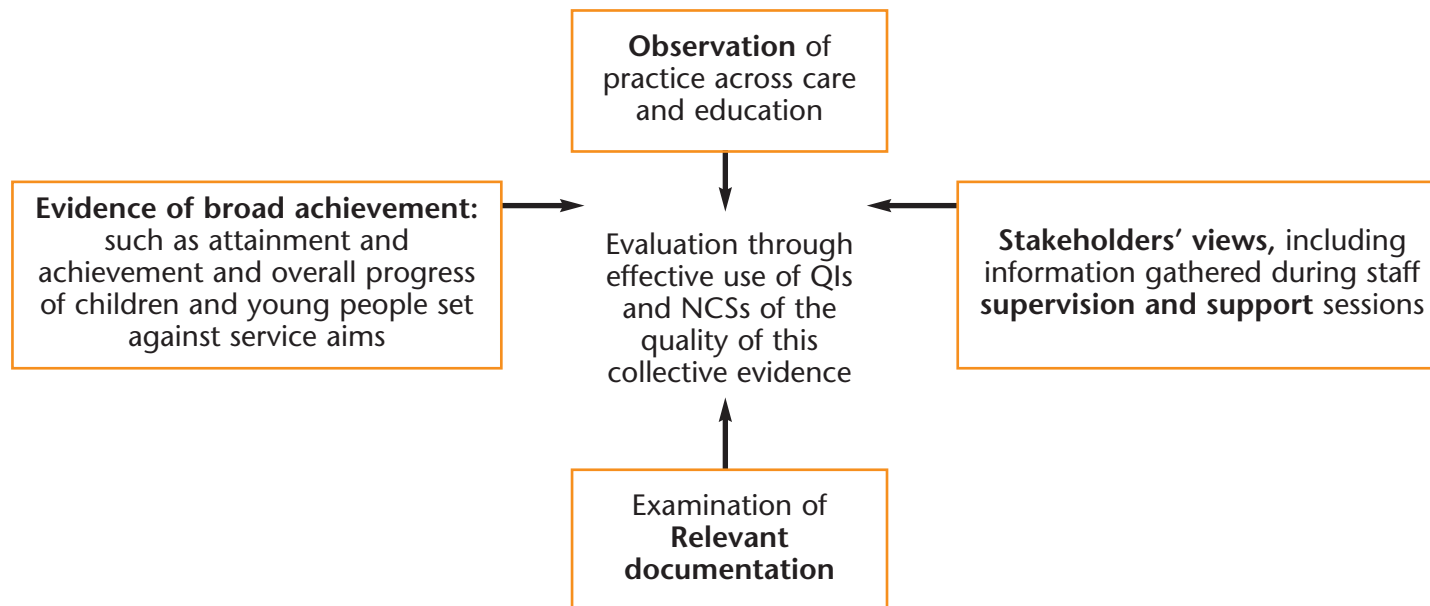 Observation of
practice across care
and education
Evidence of broad achievement:
such as attainment and
achievement and overall progress
of children and young people set
against service aims
Evaluation through
effective use of QIs
and NCSs of the
quality of this
collective evidence
Stakeholders’ views, including
information gathered during staff
supervision and support sessions
Examination of
Relevant
documentation